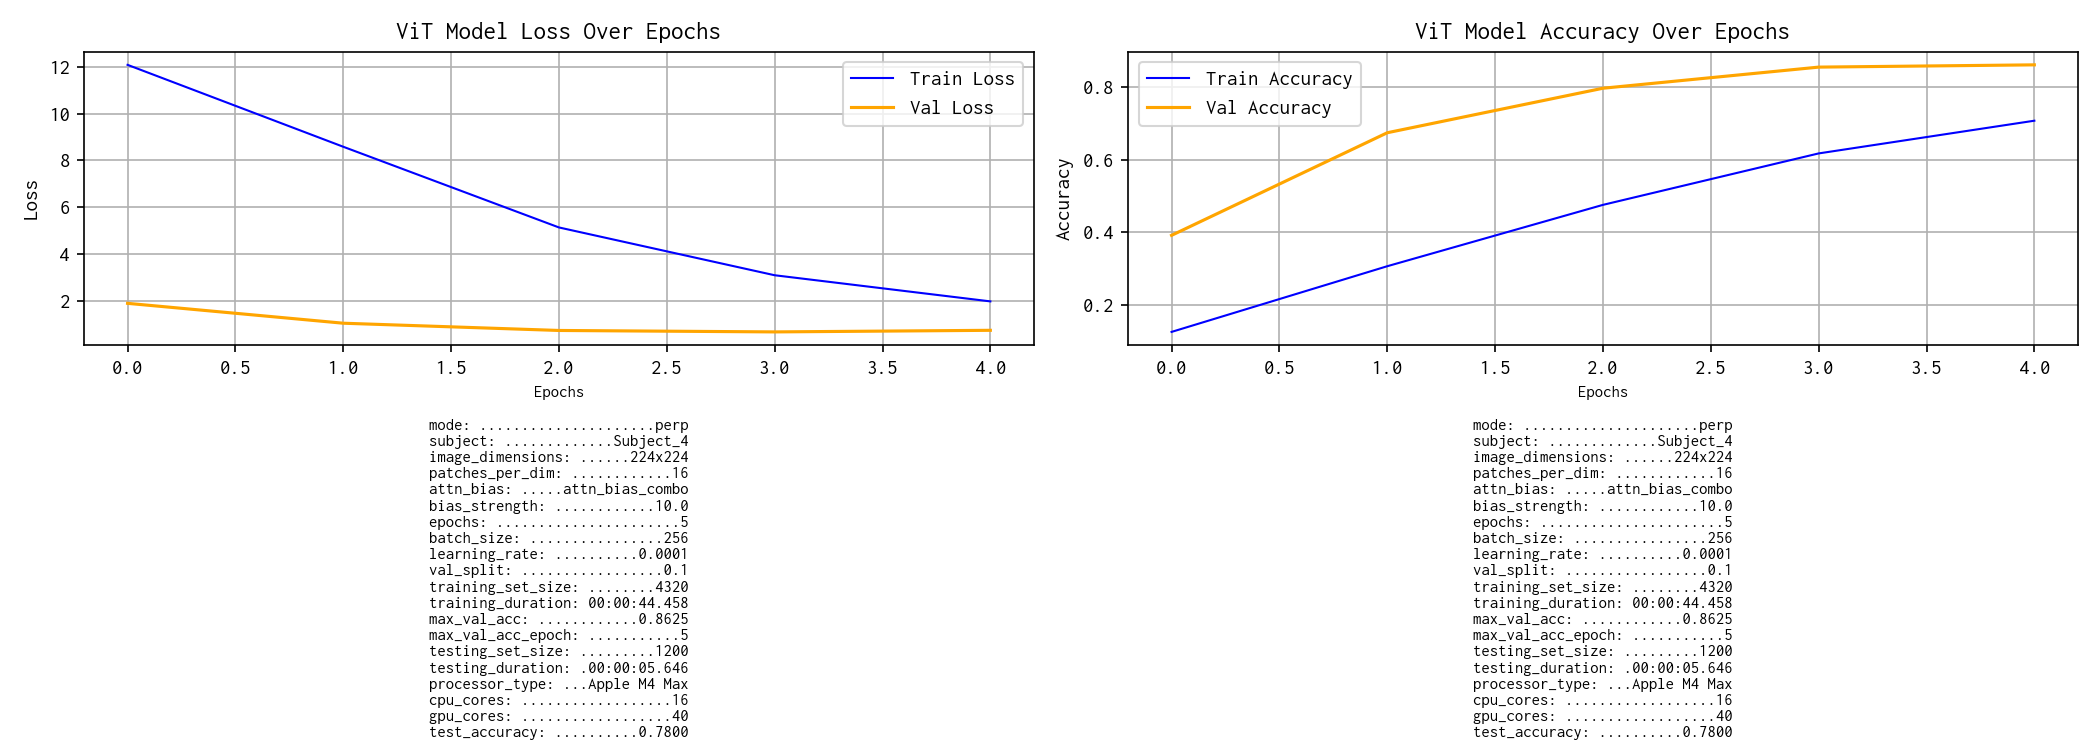 ViT Model Loss Over Epochs
12
10
8
6
4
2
Loss
Train Loss
Val Loss
0.0 0.5 1.0 1.5 2.0 2.5 3.0 3.5 4.0
Epochs
mode: .....................perp
subject: .............Subject_4
image_dimensions: ......224x224
patches_per_dim: ............16
attn_bias: .....attn_bias_combo
bias_strength: ............10.0
epochs: ......................5
batch_size: ................256
learning_rate: ..........0.0001
val_split: .................0.1
training_set_size: ........4320
training_duration: 00:00:44.458
max_val_acc: ............0.8625
max_val_acc_epoch: ...........5
testing_set_size: .........1200
testing_duration: .00:00:05.646
processor_type: ...Apple M4 Max
cpu_cores: ..................16
gpu_cores: ..................40
test_accuracy: ..........0.7800
ViT Model Accuracy Over Epochs
0.8
0.6
0.4
0.2
Accuracy
Train Accuracy
Val Accuracy
0.0 0.5 1.0 1.5 2.0 2.5 3.0 3.5 4.0
Epochs
mode: .....................perp
subject: .............Subject_4
image_dimensions: ......224x224
patches_per_dim: ............16
attn_bias: .....attn_bias_combo
bias_strength: ............10.0
epochs: ......................5
batch_size: ................256
learning_rate: ..........0.0001
val_split: .................0.1
training_set_size: ........4320
training_duration: 00:00:44.458
max_val_acc: ............0.8625
max_val_acc_epoch: ...........5
testing_set_size: .........1200
testing_duration: .00:00:05.646
processor_type: ...Apple M4 Max
cpu_cores: ..................16
gpu_cores: ..................40
test_accuracy: ..........0.7800